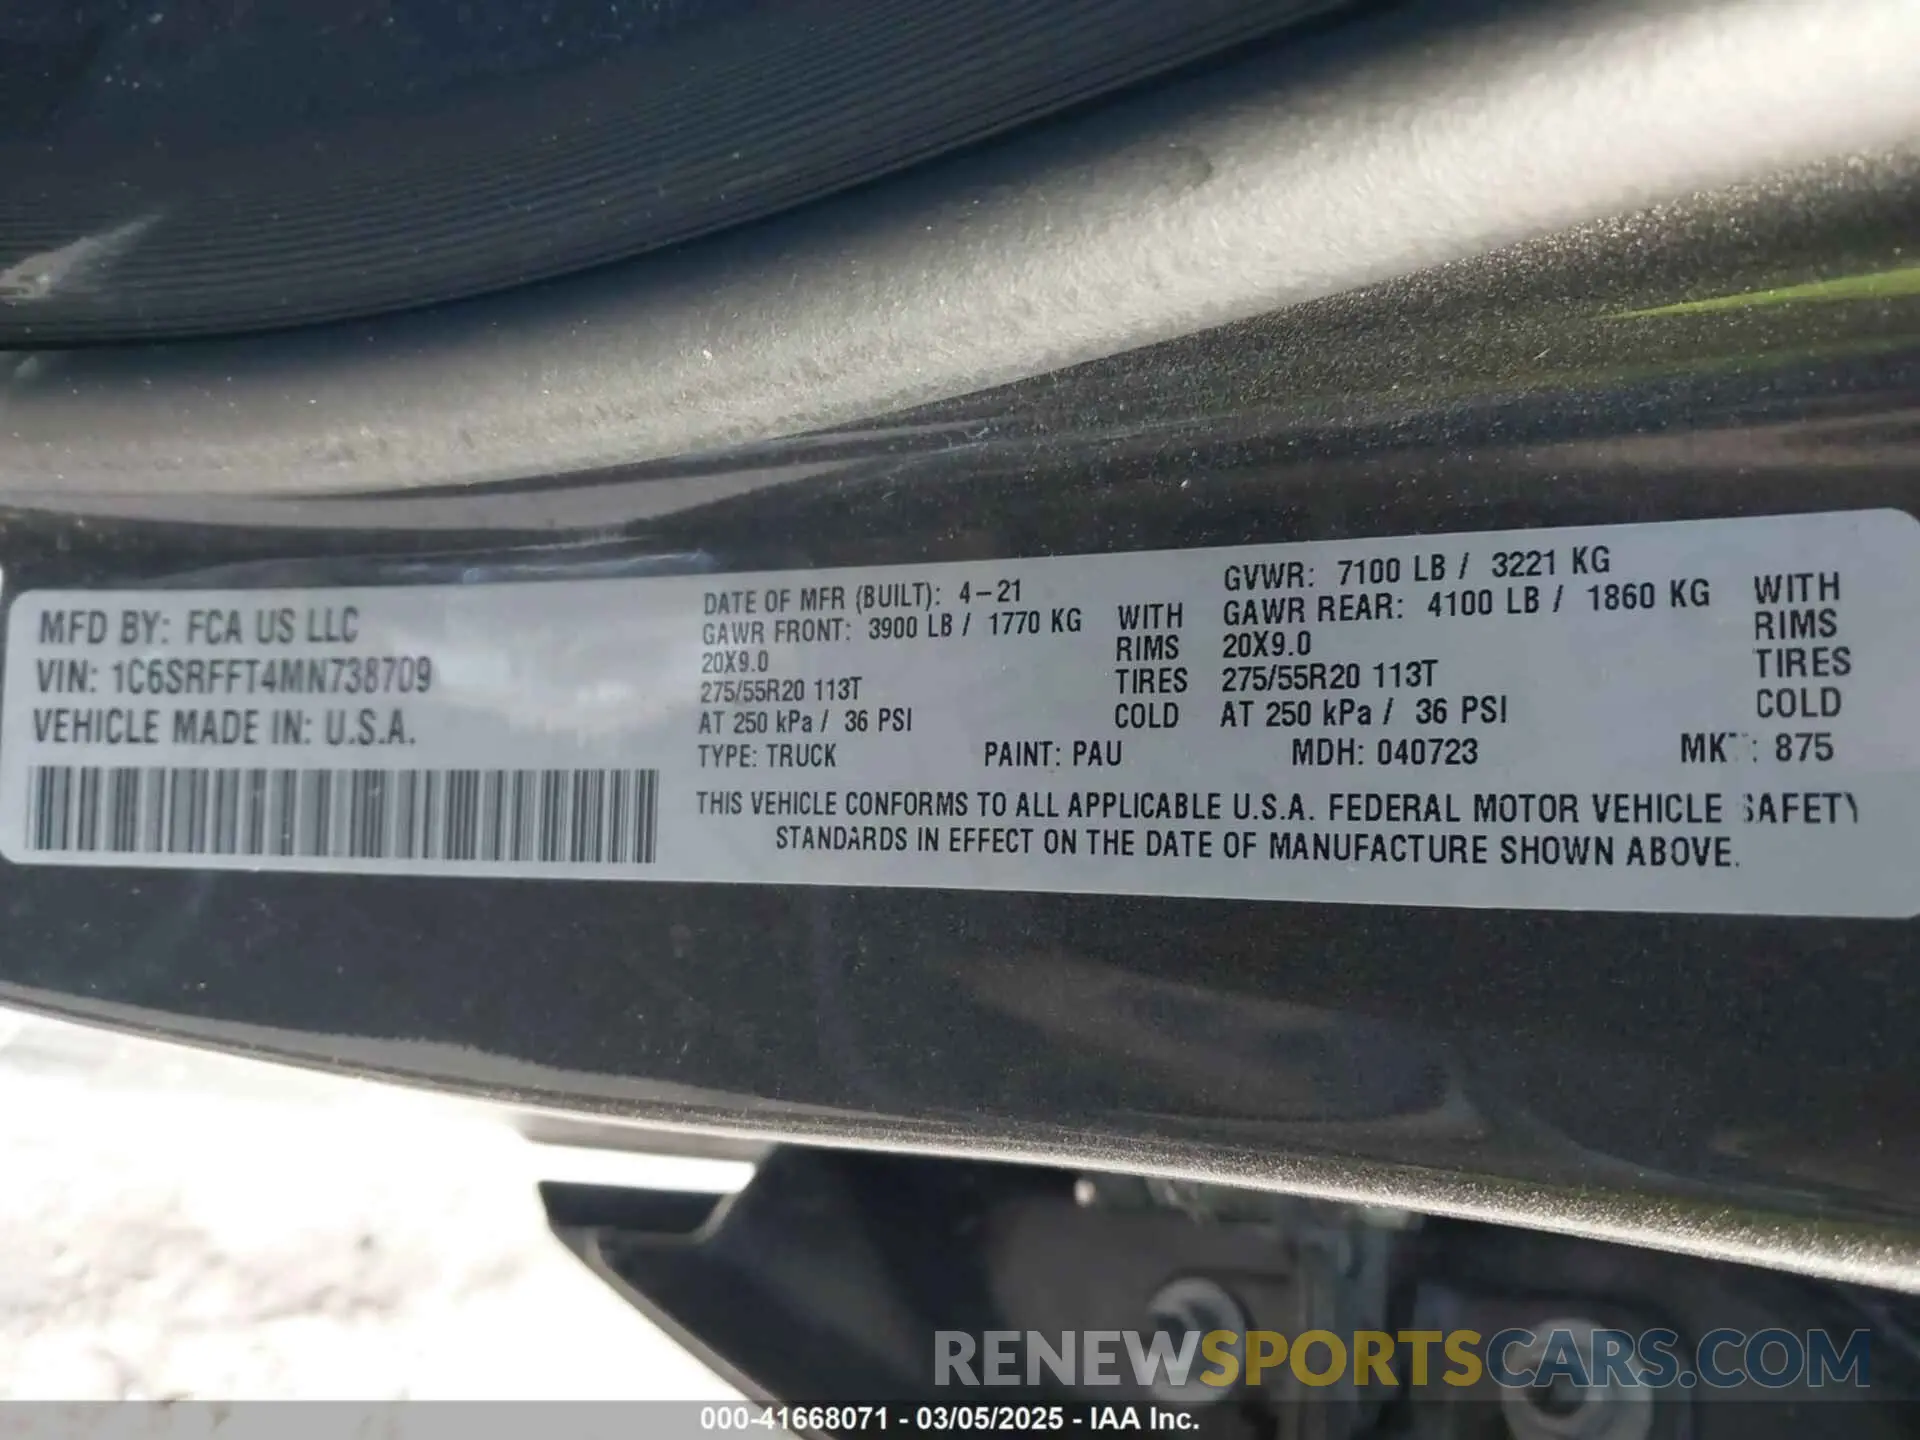 MFD BY: FCA US LLC
VIN: 1C6SRFFT4MN738709
VEHICLE MADE IN: U.S.A.
DATE OF MFR (BUILT): 4-21
GAWR FRONT: 3900 LB / 1770 KG WITH
20X9.0 RIMS
275/55R20 113T TIRES
AT 250 kPa / 36 PSI COLD
GVWR: 7100 LB / 3221 KG
GAWR REAR: 4100 LB / 1860 KG WITH
20X9.0 RIMS
275/55R20 113T TIRES
AT 250 kPa / 36 PSI COLD
TYPE: TRUCK PAINT: PAU MDH: 040723 875
THIS VEHICLE CONFORMS TO ALL APPLICABLE U.S.A. FEDERAL MOTOR VEHICLE SAFETY
STANDARDS IN EFFECT ON THE DATE OF MANUFACTURE SHOWN ABOVE.
RENEWSPORTSCARS.COM
000-41668071 - 03/05/2025 - IAA Inc.